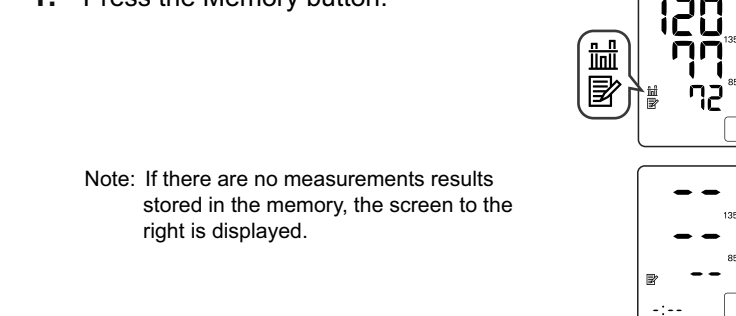 1. Press the Memory button.
120
135
77
85
72
Note: If there are no measurements results
stored in the memory, the screen to the
right is displayed.
--
135
--
85
--
-:--